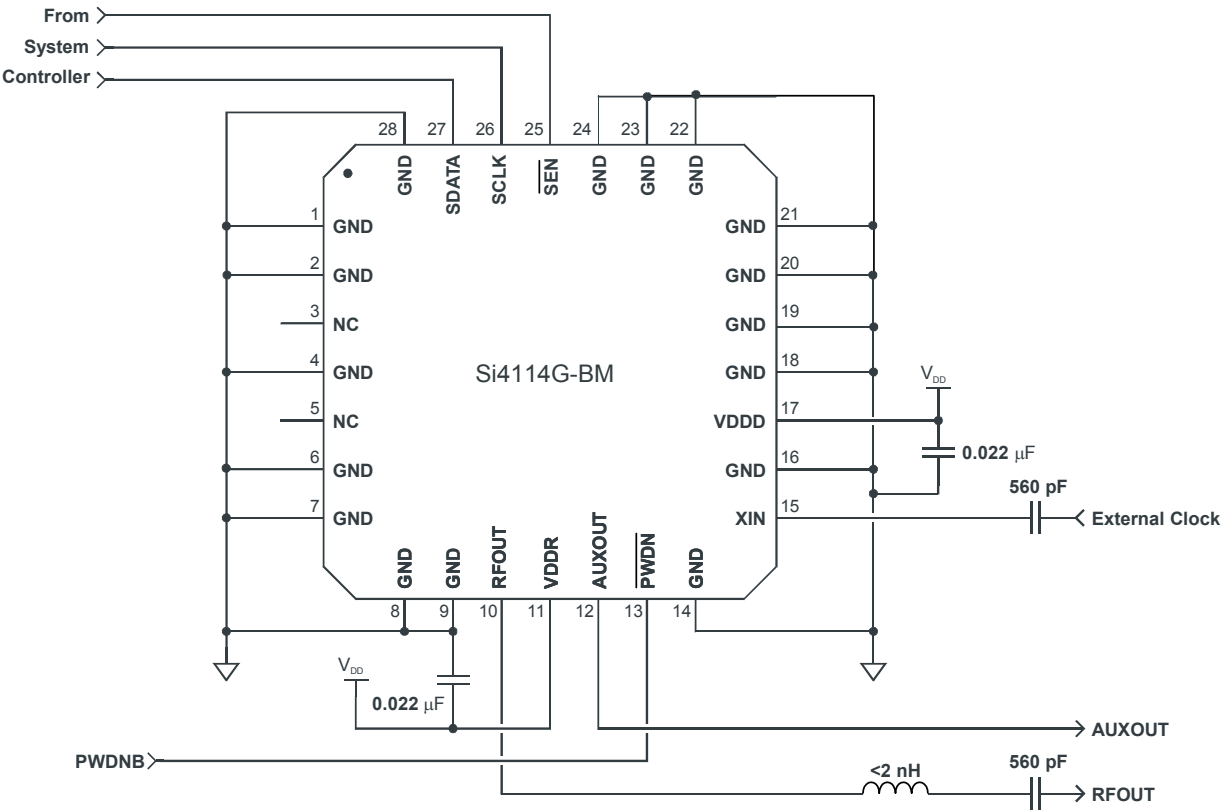 From
System
Controller
28
27
26
25
24
23
22
GND
SDATA
SCLK
SEN
GND
GND
GND
1
GND
2
GND
3
NC
4
GND
5
NC
6
GND
7
GND
Si4114G-BM
21
GND
20
GND
19
GND
18
GND
17
VDDD
16
GND
15
XIN
VDD
0.022 µF
560 pF
External Clock
GND
GND
RFOUT
VDDR
AUXOUT
PWDN
GND
8
9
10
11
12
13
14
VDD
0.022 µF
AUXOUT
PWDNB
<2 nH
560 pF
RFOUT